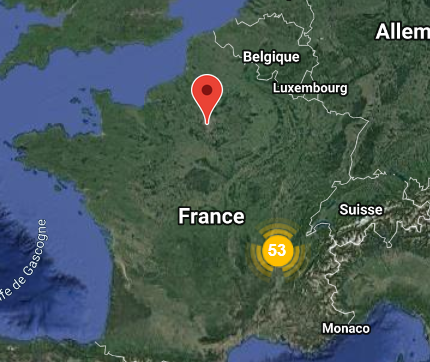 Allem
Belgique
Luxembourg
France
Suisse
53
fe de Gascogne
Monaco